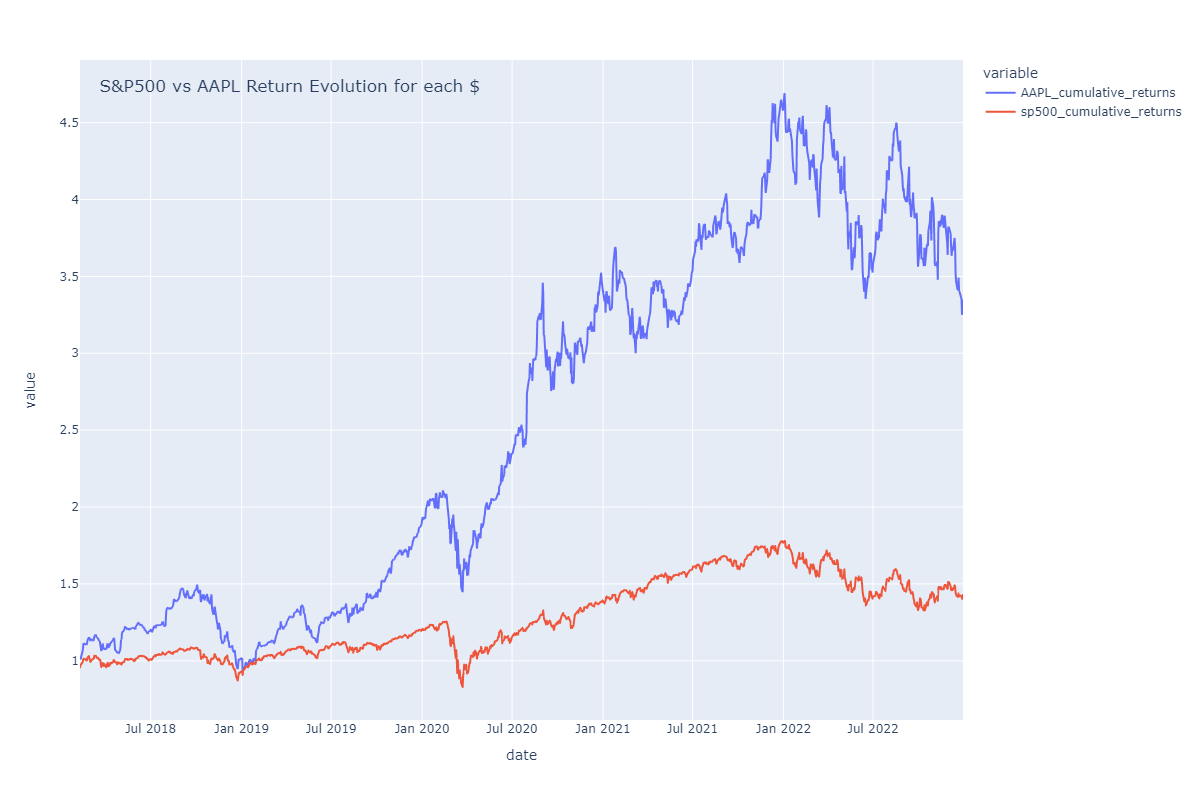 S&P500 vs AAPL Return Evolution for each $
variable
AAPL_cumulative_returns
sp500_cumulative_returns
4.5
4
3.5
3
2.5
2
1.5
1
value
Jul 2018
Jan 2019
Jul 2019
Jan 2020
Jul 2020
Jan 2021
Jul 2021
Jan 2022
Jul 2022
date